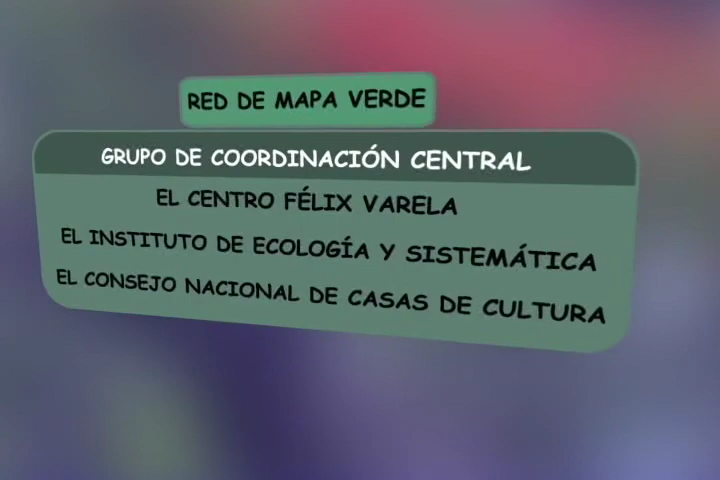 RED DE MAPA VERDE
GRUPO DE COORDINACIÓN CENTRAL
EL CENTRO FÉLIX VARELA
EL INSTITUTO DE ECOLOGÍA Y SISTEMÁTICA
EL CONSEJO NACIONAL DE CASAS DE CULTURA